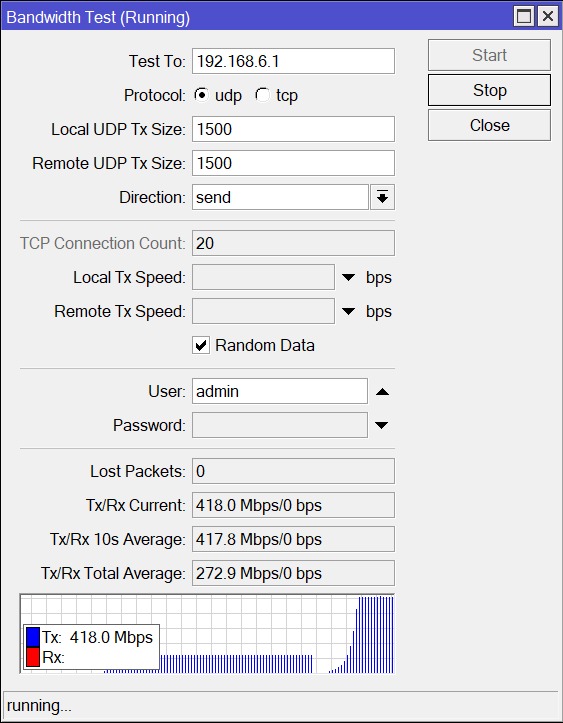 Bandwidth Test (Running)
Test To: 192.168.6.1
Start
Protocol: udp tcp
Stop
Local UDP Tx Size: 1500
Close
Remote UDP Tx Size: 1500
Direction: send
TCP Connection Count: 20
Local Tx Speed: bps
Remote Tx Speed: bps
Random Data
User: admin
Password:
Lost Packets: 0
Tx/Rx Current: 418.0 Mbps/0 bps
Tx/Rx 10s Average: 417.8 Mbps/0 bps
Tx/Rx Total Average: 272.9 Mbps/0 bps
Tx: 418.0 Mbps
Rx:
running...